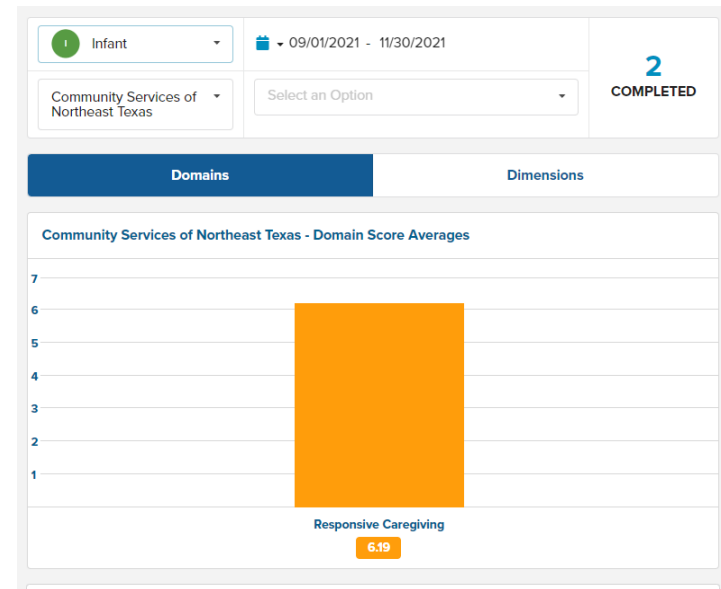 I
Infant
09/01/2021 - 11/30/2021
2
COMPLETED
Community Services of
Northeast Texas
Select an Option
Domains
Dimensions
Community Services of Northeast Texas - Domain Score Averages
7
6
5
4
3
2
1
Responsive Caregiving
6.19